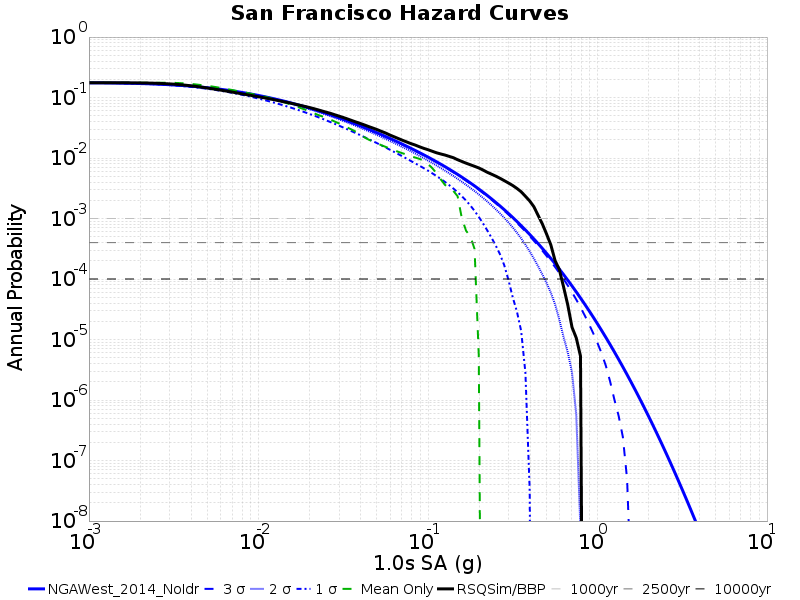 San Francisco Hazard Curves
10^0
10^-1
10^-2
10^-3
10^-4
10^-5
10^-6
10^-7
10^-8
Annual Probability
10^-3 10^-2 10^-1 10^0 10^1
1.0s SA (g)
NGAWest_2014_NoIdr 3 σ 2 σ 1 σ Mean Only RSQSim/BBP 1000yr 2500yr 10000yr